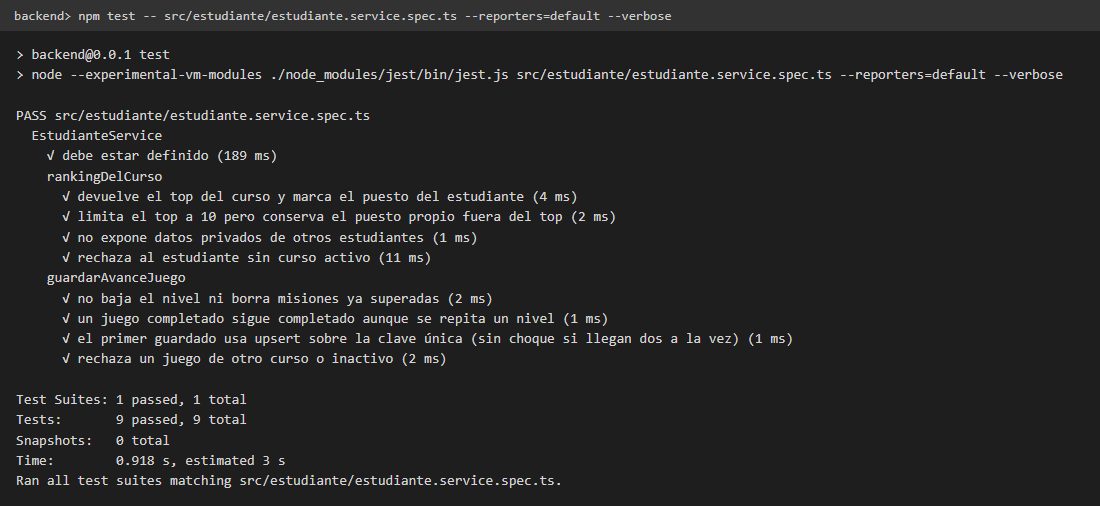 backend> npm test -- src/estudiante/estudiante.service.spec.ts --reporters=default --verbose
> backend@0.0.1 test
> node --experimental-vm-modules ./node_modules/jest/bin/jest.js src/estudiante/estudiante.service.spec.ts --reporters=default --verbose
PASS src/estudiante/estudiante.service.spec.ts
EstudianteService
√ debe estar definido (189 ms)
rankingDelCurso
√ devuelve el top del curso y marca el puesto del estudiante (4 ms)
√ limita el top a 10 pero conserva el puesto propio fuera del top (2 ms)
√ no expone datos privados de otros estudiantes (1 ms)
√ rechaza al estudiante sin curso activo (11 ms)
guardarAvanceJuego
√ no baja el nivel ni borra misiones ya superadas (2 ms)
√ un juego completado sigue completado aunque se repita un nivel (1 ms)
√ el primer guardado usa upsert sobre la clave única (sin choque si llegan dos a la vez) (1 ms)
√ rechaza un juego de otro curso o inactivo (2 ms)
Test Suites: 1 passed, 1 total
Tests:       9 passed, 9 total
Snapshots:   0 total
Time:        0.918 s, estimated 3 s
Ran all test suites matching src/estudiante/estudiante.service.spec.ts.